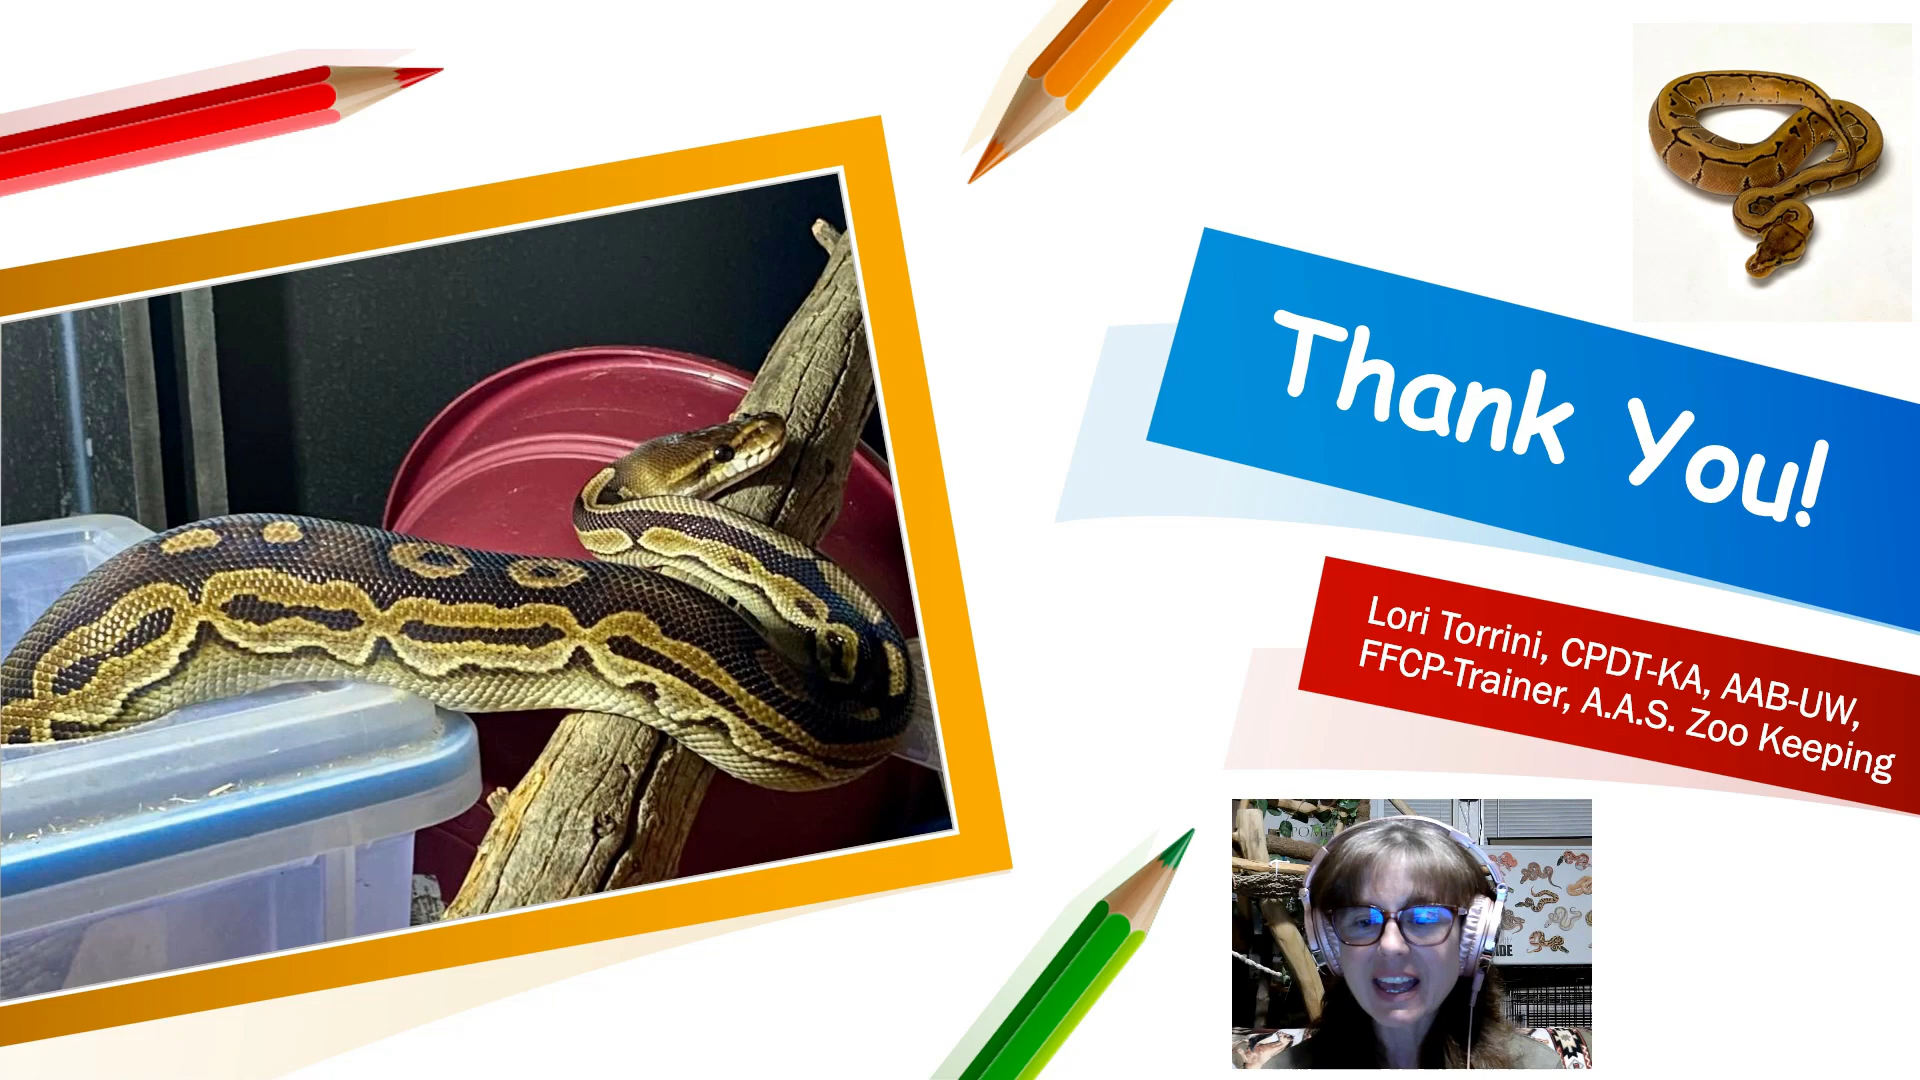 Thank You!
Lori Torrini, CPDT-KA, AAB-UW,
FFCP-Trainer, A.A.S. Zoo Keeping